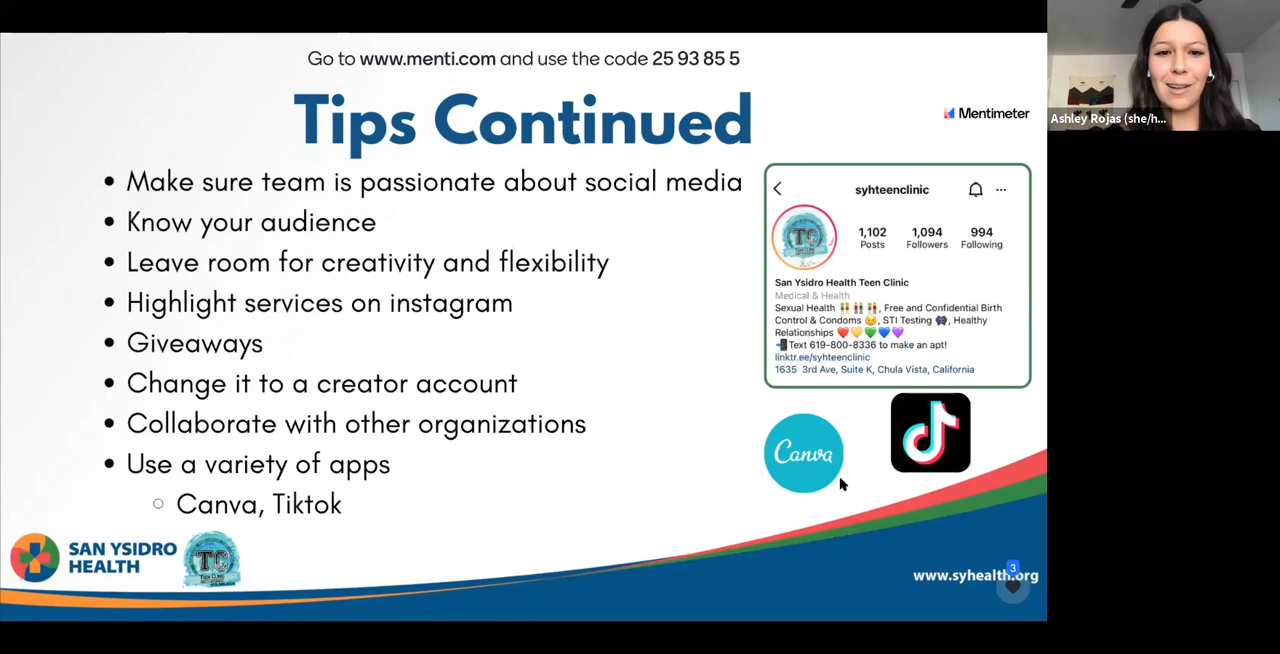 Go to www.menti.com and use the code 25 93 85 5
Tips Continued
Mentimeter
Ashley Rojas (she/h...
• Make sure team is passionate about social media
• Know your audience
• Leave room for creativity and flexibility
• Highlight services on instagram
• Giveaways
• Change it to a creator account
• Collaborate with other organizations
• Use a variety of apps
○ Canva, Tiktok
syhteenclinic
1,102 1,094 994
Posts Followers Following
San Ysidro Health Teen Clinic
Medical & Health
Sexual Health, Free and Confidential Birth
Control & Condoms, STI Testing, Healthy
Relationships
Text 619-800-8336 to make an apt!
linktr.ee/syhteenclinic
1635 3rd Ave, Suite K, Chula Vista, California
Canva
SAN YSIDRO
HEALTH
TC
3
www.syhealth.org